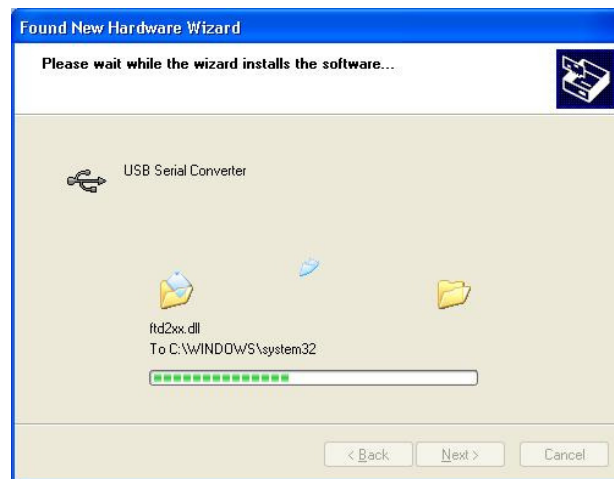 Found New Hardware Wizard
Please wait while the wizard installs the software...
USB Serial Converter
ftd2xx.dll
To C:\WINDOWS\system32
< Back
Next >
Cancel